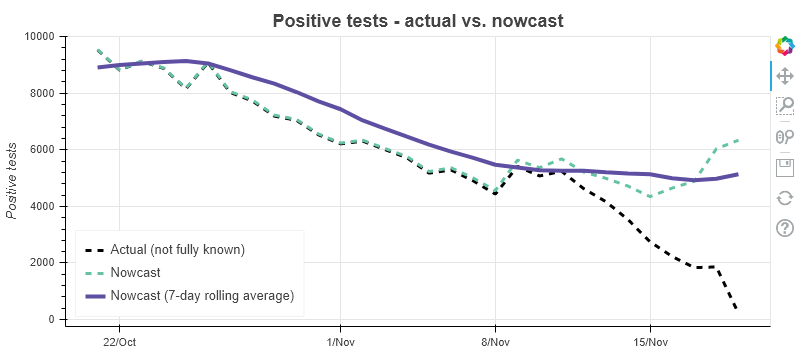 Positive tests - actual vs. nowcast
10000
8000
6000
4000
2000
0
Positive tests
Actual (not fully known)
Nowcast
Nowcast (7-day rolling average)
22/Oct
1/Nov
8/Nov
15/Nov